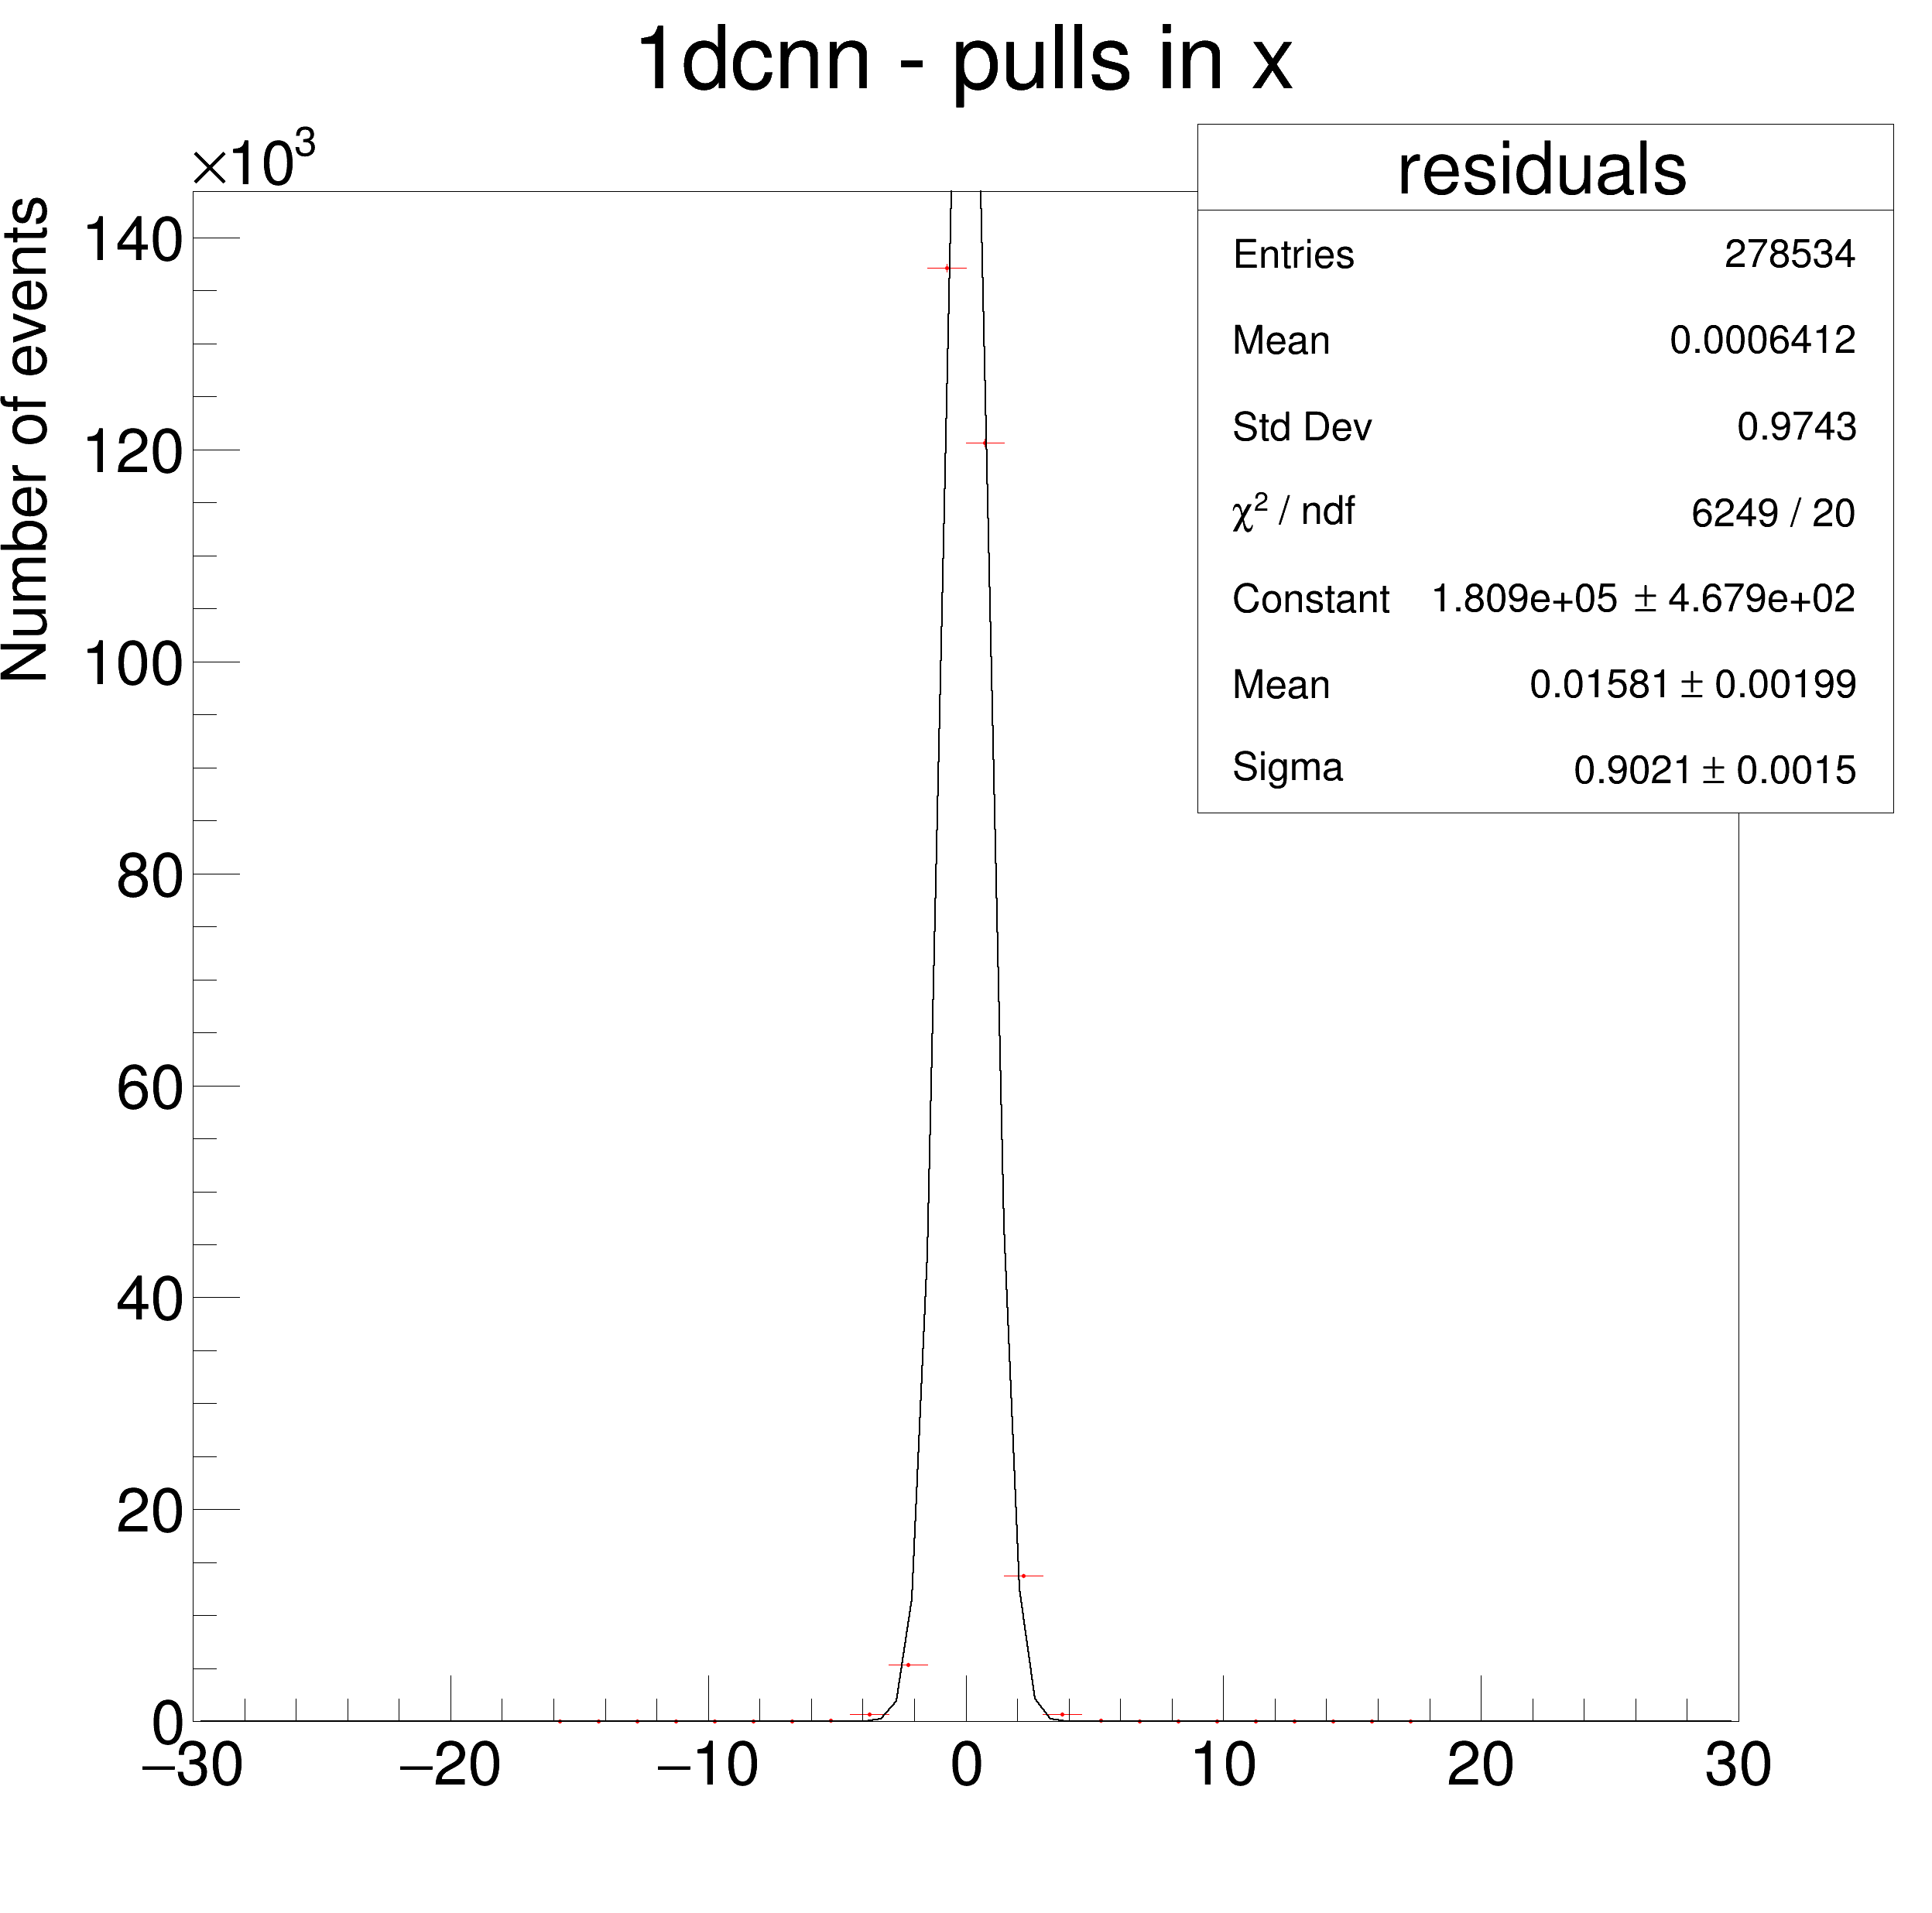 1dcnn - pulls in x
×10³
Number of events
140
120
100
80
60
40
20
0
−30 −20 −10 0 10 20 30
residuals
Entries 278534
Mean 0.0006412
Std Dev 0.9743
χ² / ndf 6249 / 20
Constant 1.809e+05 ± 4.679e+02
Mean 0.01581 ± 0.00199
Sigma 0.9021 ± 0.0015